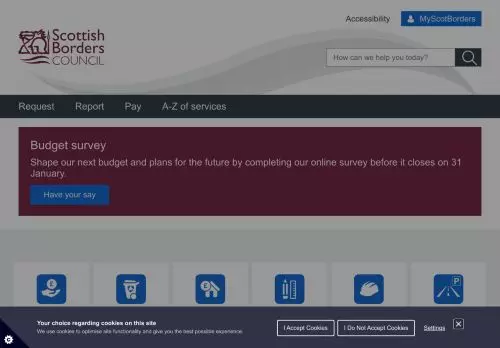 Accessibility
MyScotBorders
Scottish
Borders
COUNCIL
How can we help you today?
Request
Report
Pay
A-Z of services
Budget survey
Shape our next budget and plans for the future by completing our online survey before it closes on 31
January.
Have your say
£
£
P
Your choice regarding cookies on this site
We use cookies to optimise site functionality and give you the best possible experience.
I Accept Cookies
I Do Not Accept Cookies
Settings